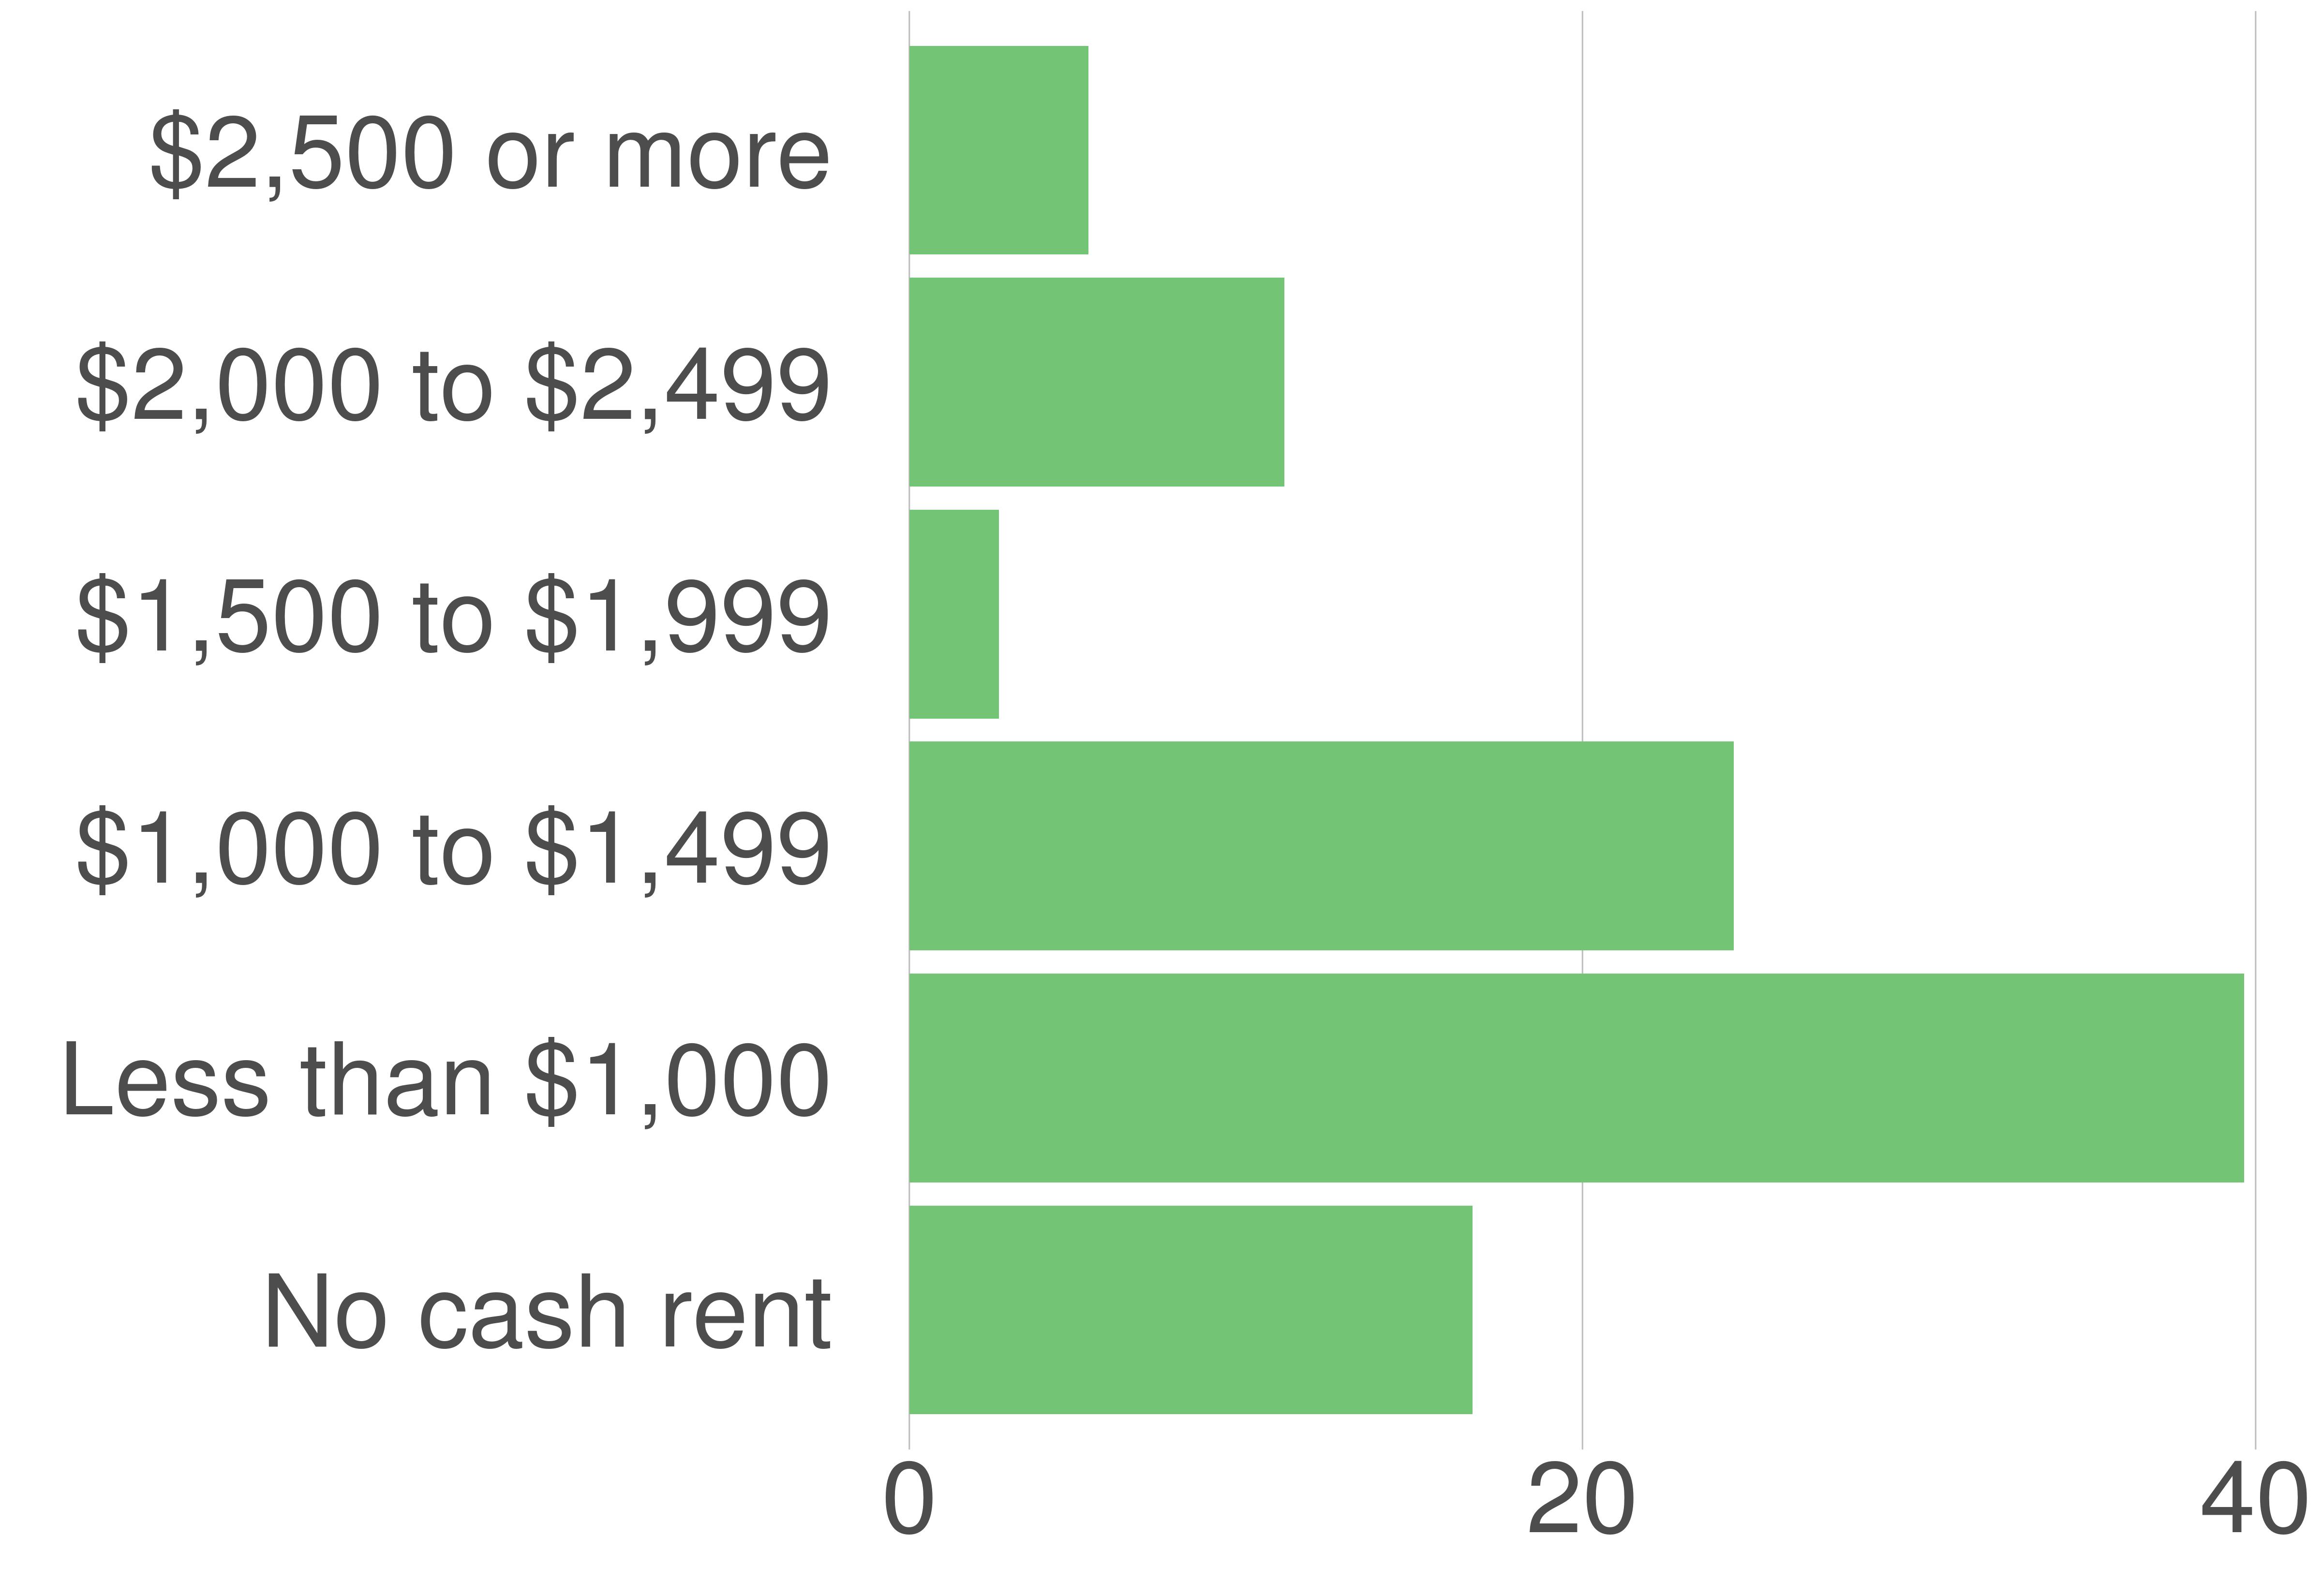 $2,500 or more
$2,000 to $2,499
$1,500 to $1,999
$1,000 to $1,499
Less than $1,000
No cash rent
0 20 40